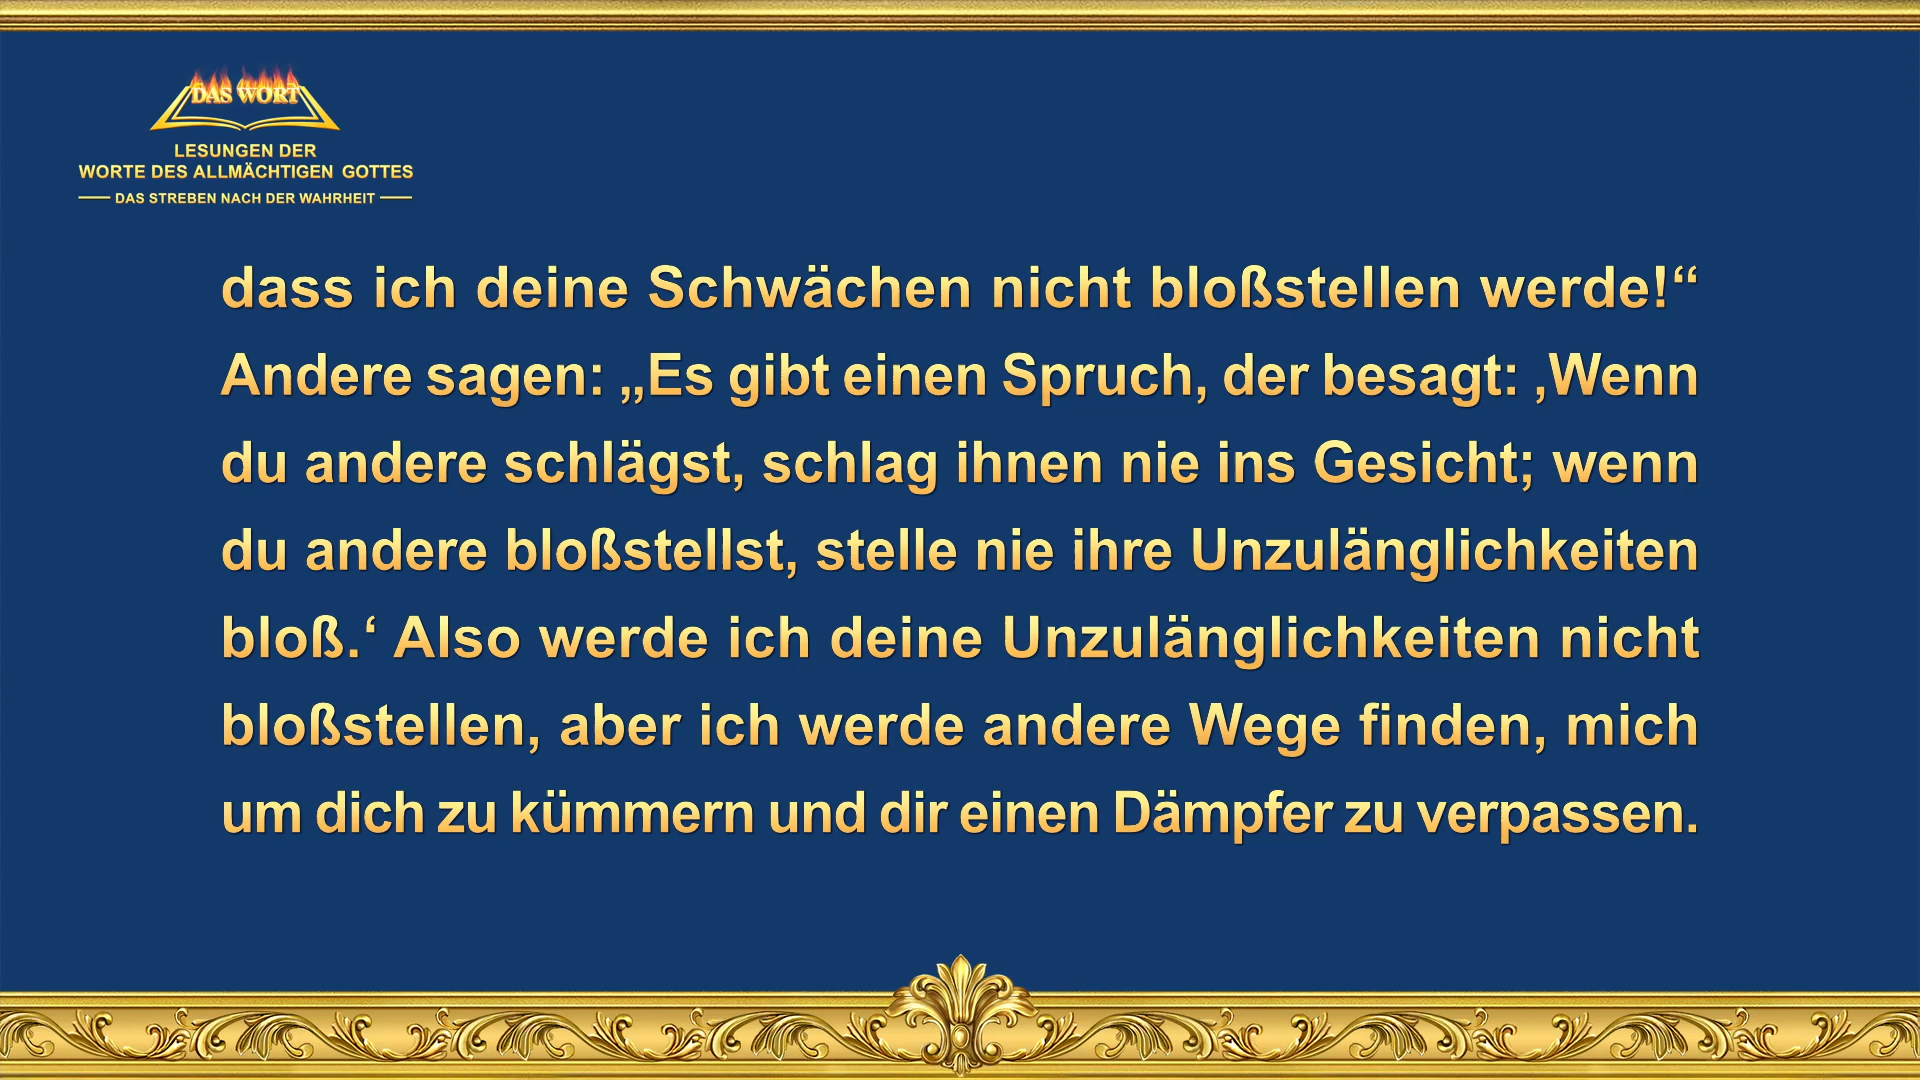 DAS WORT
LESUNGEN DER
WORTE DES ALLMÄCHTIGEN GOTTES
DAS STREBEN NACH DER WAHRHEIT
dass ich deine Schwächen nicht bloßstellen werde!“
Andere sagen: „Es gibt einen Spruch, der besagt: ‚Wenn
du andere schlägst, schlag ihnen nie ins Gesicht; wenn
du andere bloßstellst, stelle nie ihre Unzulänglichkeiten
bloß.‘ Also werde ich deine Unzulänglichkeiten nicht
bloßstellen, aber ich werde andere Wege finden, mich
um dich zu kümmern und dir einen Dämpfer zu verpassen.